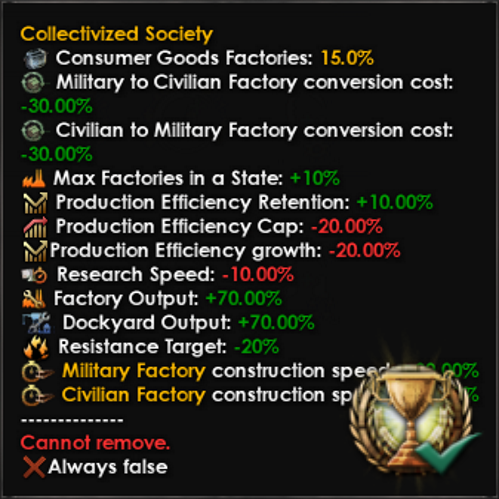 Collectivized Society
Consumer Goods Factories: 15.0%
Military to Civilian Factory conversion cost:
-30.00%
Civilian to Military Factory conversion cost:
-30.00%
Max Factories in a State: +10%
Production Efficiency Retention: +10.00%
Production Efficiency Cap: -20.00%
Production Efficiency growth: -20.00%
Research Speed: -10.00%
Factory Output: +70.00%
Dockyard Output: +70.00%
Resistance Target: -20%
Military Factory construction speed
Civilian Factory construction
--------------
Cannot remove.
Always false